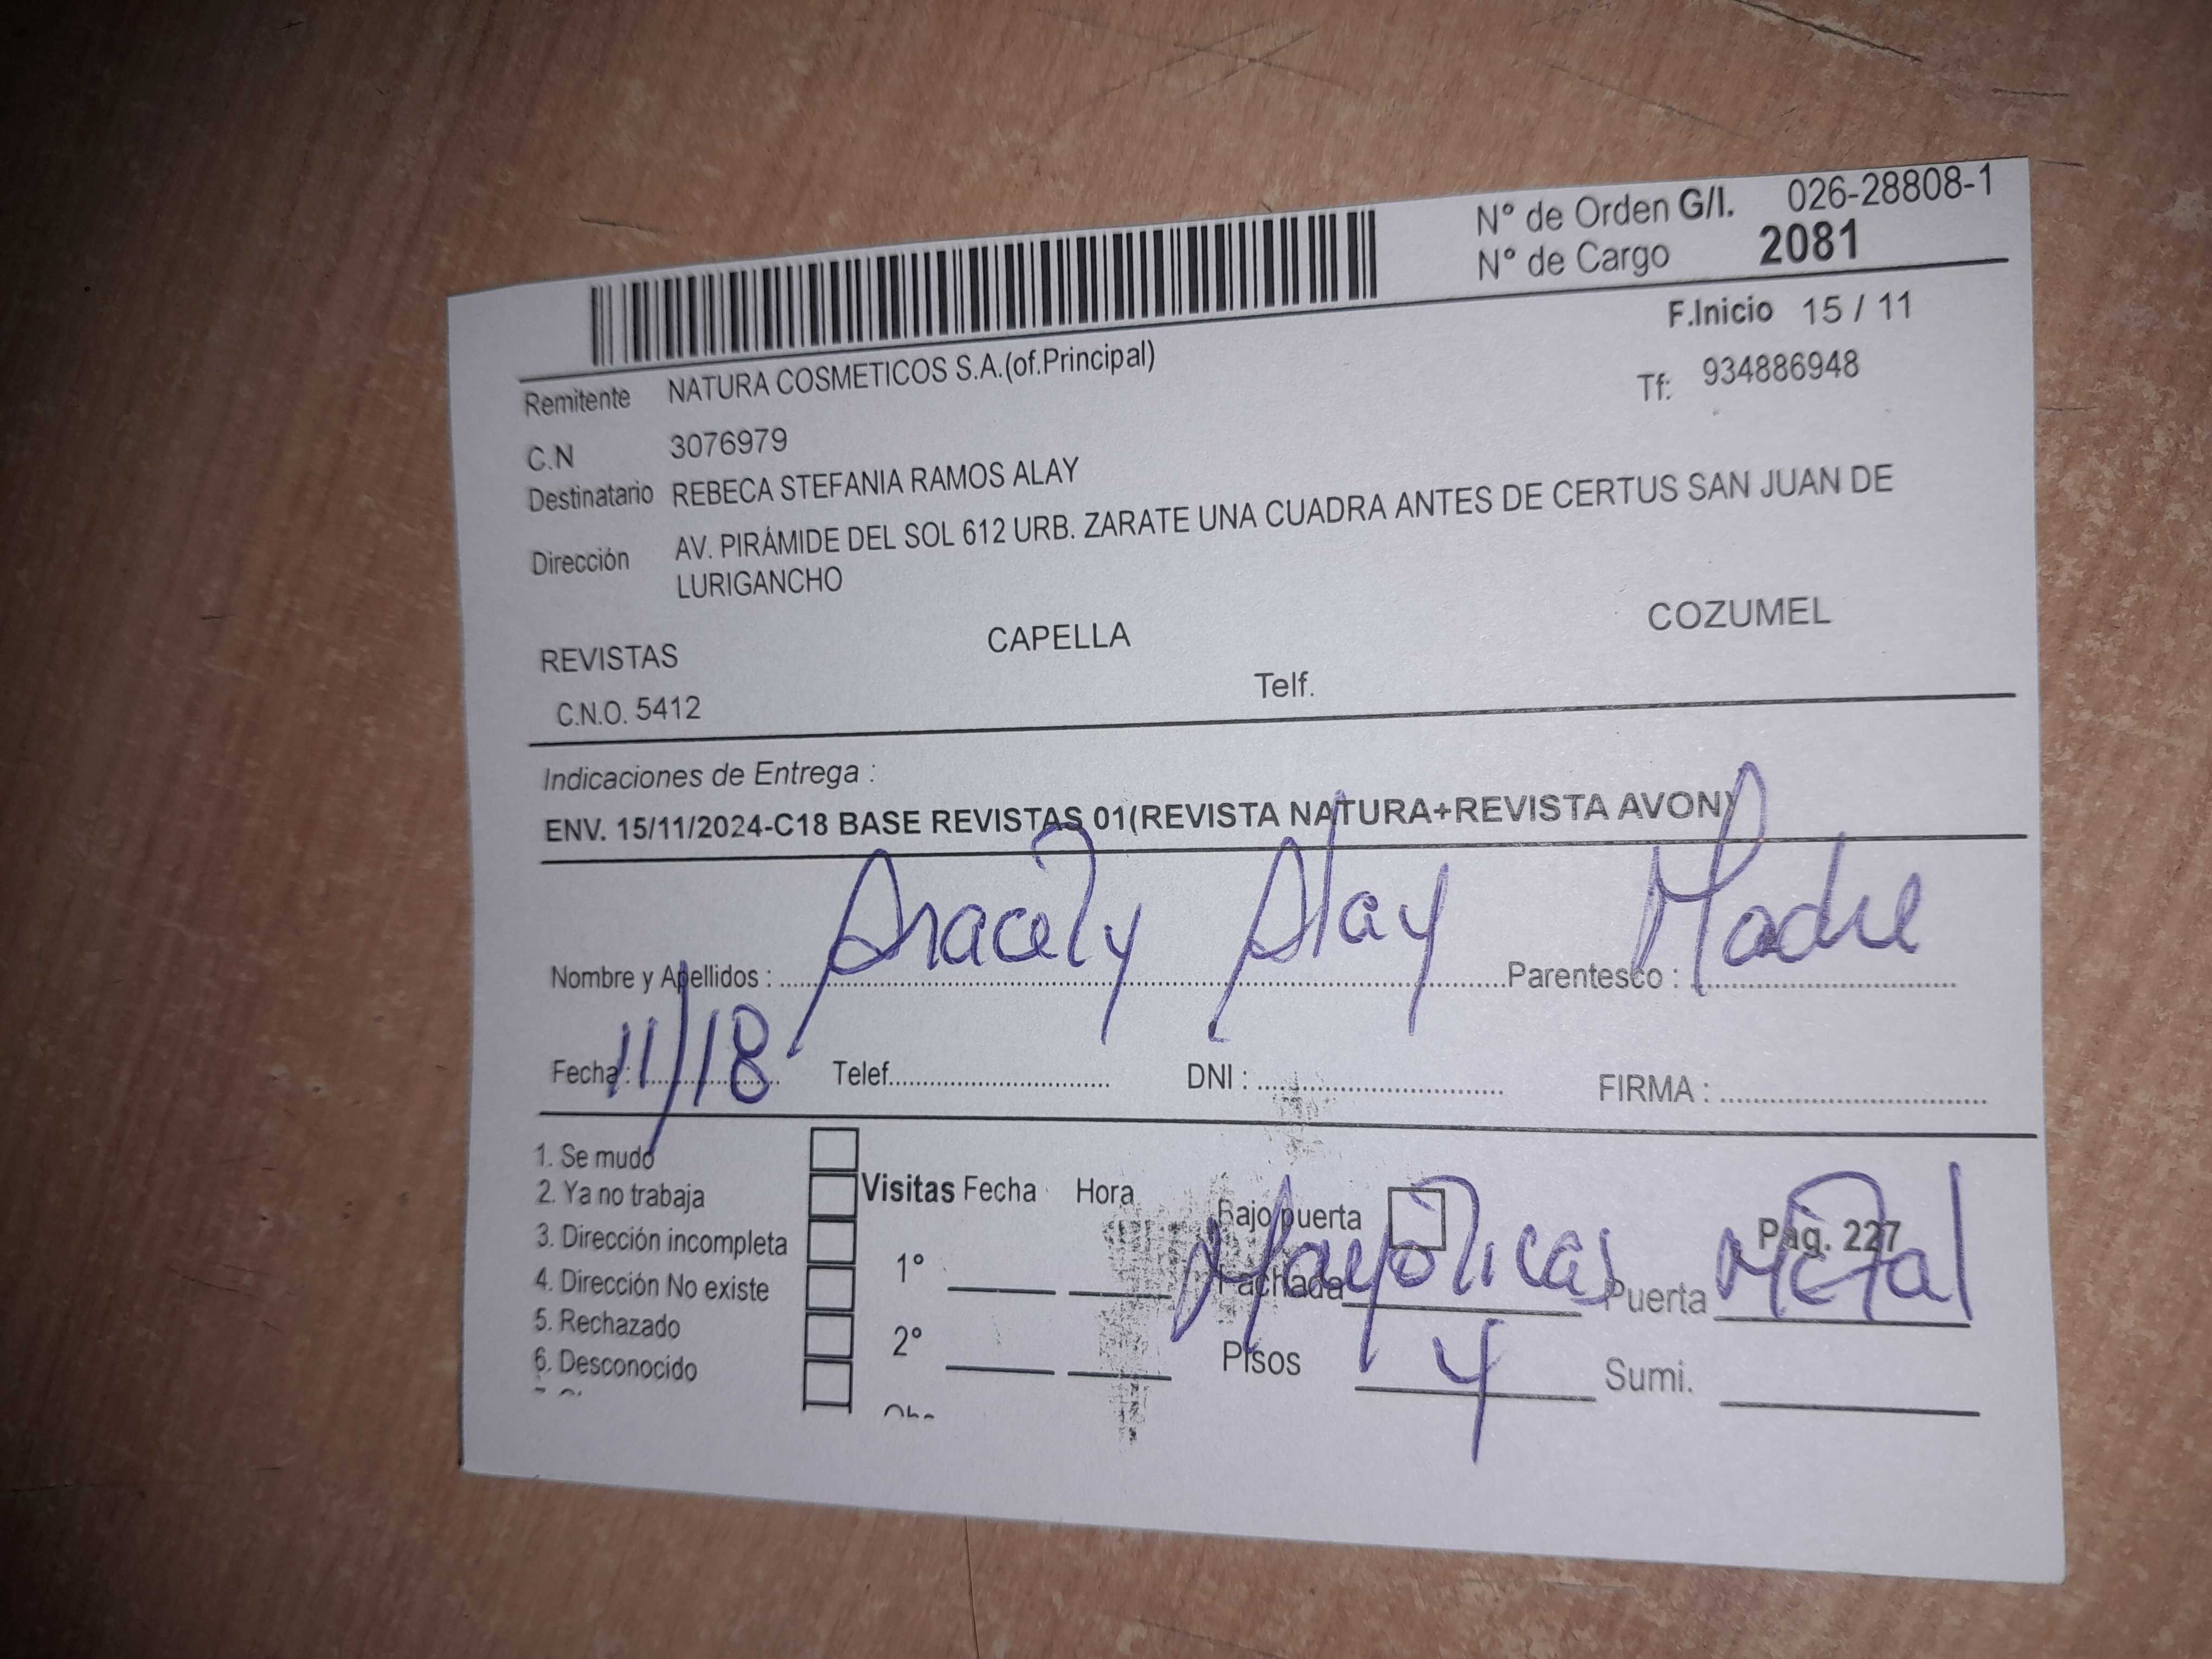 N° de Orden G/I. 026-28808-1
N° de Cargo 2081
F.Inicio 15 / 11
Remitente NATURA COSMETICOS S.A.(of.Principal)
Tf: 934886948
C.N 3076979
Destinatario REBECA STEFANIA RAMOS ALAY
Dirección AV. PIRÁMIDE DEL SOL 612 URB. ZARATE UNA CUADRA ANTES DE CERTUS SAN JUAN DE
LURIGANCHO
REVISTAS CAPELLA COZUMEL
C.N.O. 5412 Telf.
Indicaciones de Entrega :
ENV. 15/11/2024-C18 BASE REVISTAS 01(REVISTA NATURA+REVISTA AVON)
Nombre y Apellidos : Aracely Alay Parentesco : Madre
Fecha : 11/18 Telef. DNI : FIRMA :
1. Se mudo
2. Ya no trabaja
3. Dirección incompleta
4. Dirección No existe
5. Rechazado
6. Desconocido
Visitas Fecha Hora
1°
2°
Bajo puerta Pag. 227
Fachada Mayolicas Puerta Metal
Pisos 4 Sumi.